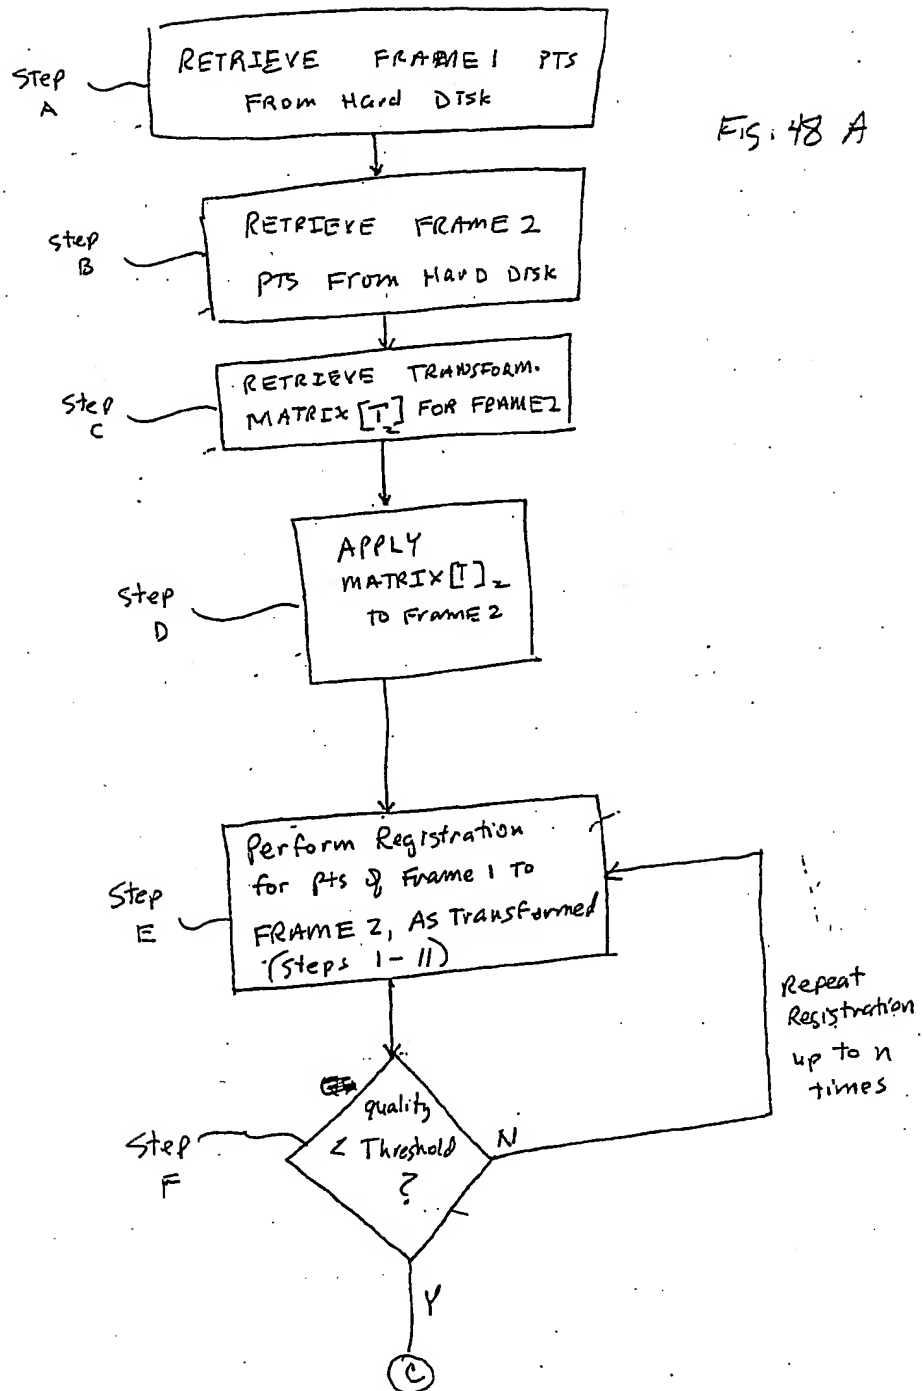 Fig. 48 A
Step
A
RETRIEVE FRAME 1 PTS
FROM Hard DISK
Step
B
RETRIEVE FRAME 2
PTS From HARD DISK
Step
C
RETRIEVE TRANSFORM.
MATRIX [T2] FOR FRAME2
Step
D
APPLY
MATRIX [T]2
to Frame 2
Step
E
Perform Registration
for pts of Frame 1 To
FRAME 2, As Transformed
(Steps 1-11)
Repeat
Registration
up to n
times
Step
F
quality
< Threshold
?
N
Y
C